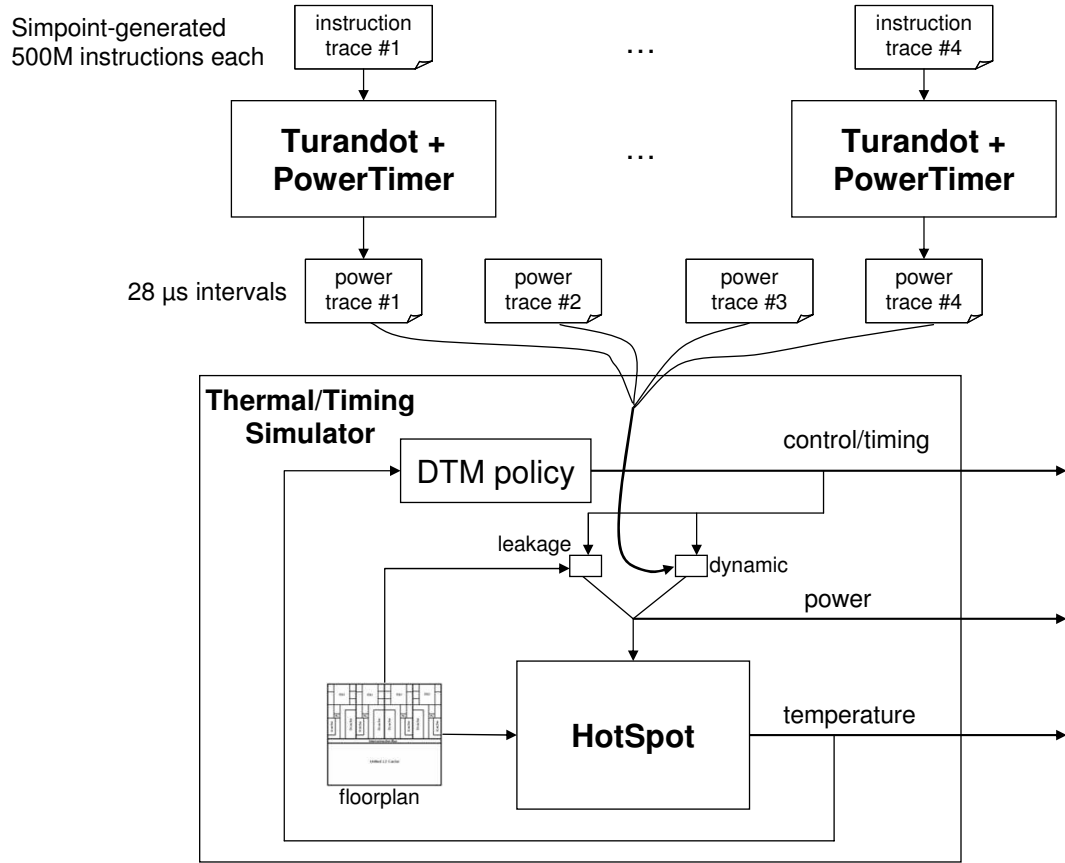 Simpoint-generated
500M instructions each
instruction
trace #1
...
instruction
trace #4
Turandot +
PowerTimer
...
Turandot +
PowerTimer
28 μs intervals
power
trace #1
power
trace #2
power
trace #3
power
trace #4
Thermal/Timing
Simulator
control/timing
DTM policy
leakage
dynamic
power
HotSpot
temperature
floorplan